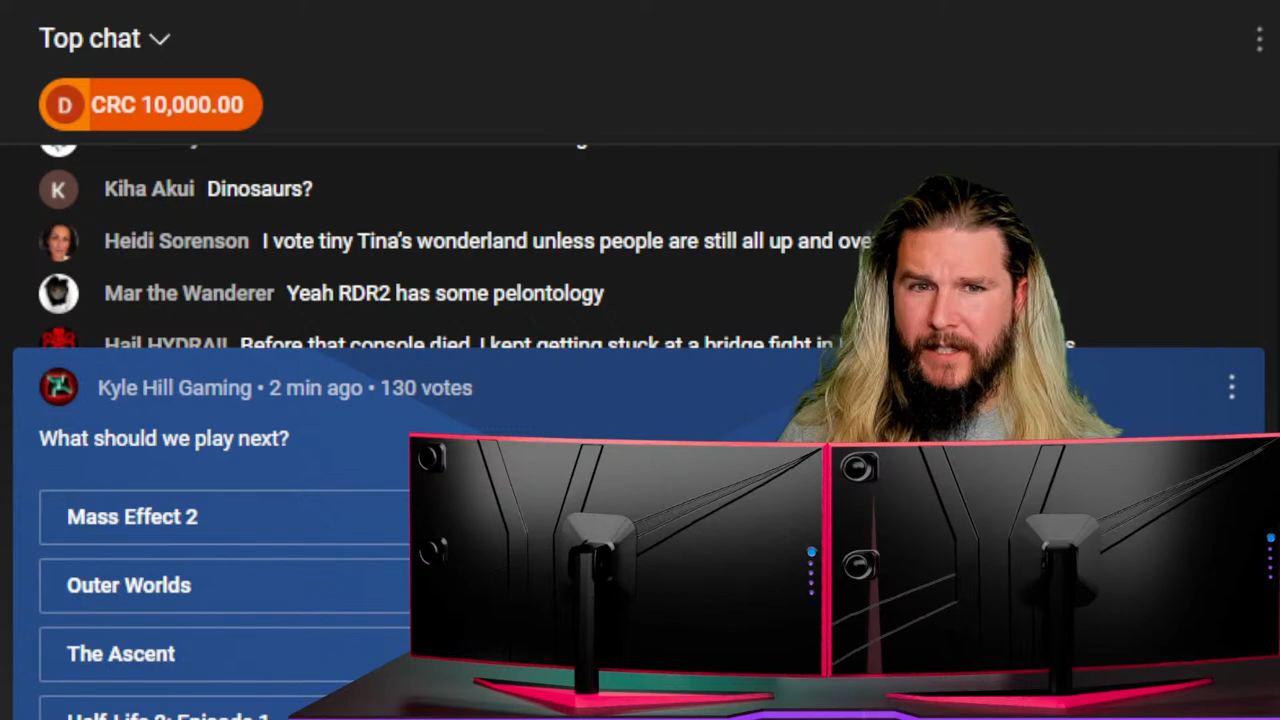 Top chat
D CRC 10,000.00
K Kiha Akui Dinosaurs?
Heidi Sorenson I vote tiny Tina's wonderland unless people are still all up and
Mar the Wanderer Yeah RDR2 has some pelontology
Hail HYDRA!! Before that console died, I kept getting stuck at a bridge fight in
Kyle Hill Gaming • 2 min ago • 130 votes
What should we play next?
Mass Effect 2
Outer Worlds
The Ascent
Half-Life 2: Episode 1